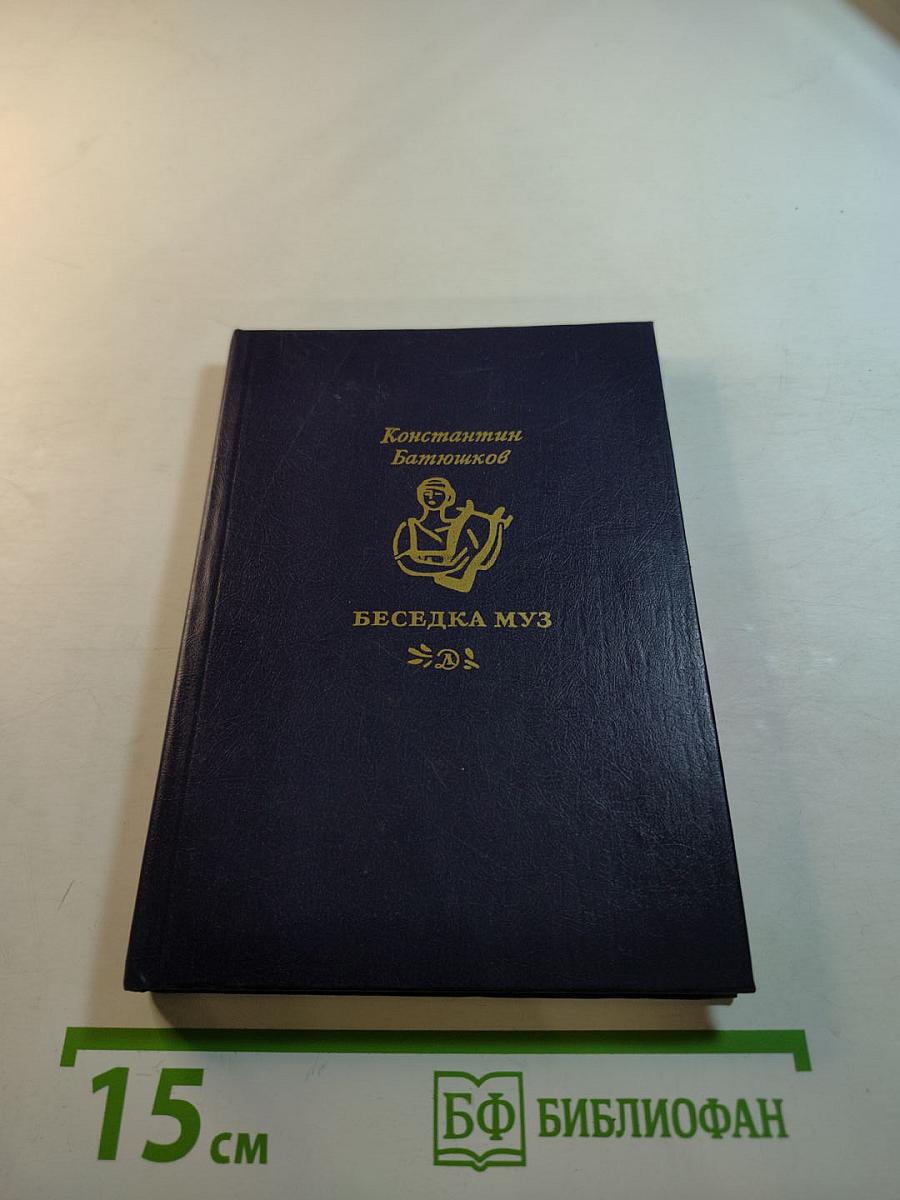 Константин
Батюшков
БЕСЕДКА МУЗ
15 см
БФ БИБЛИОФАН